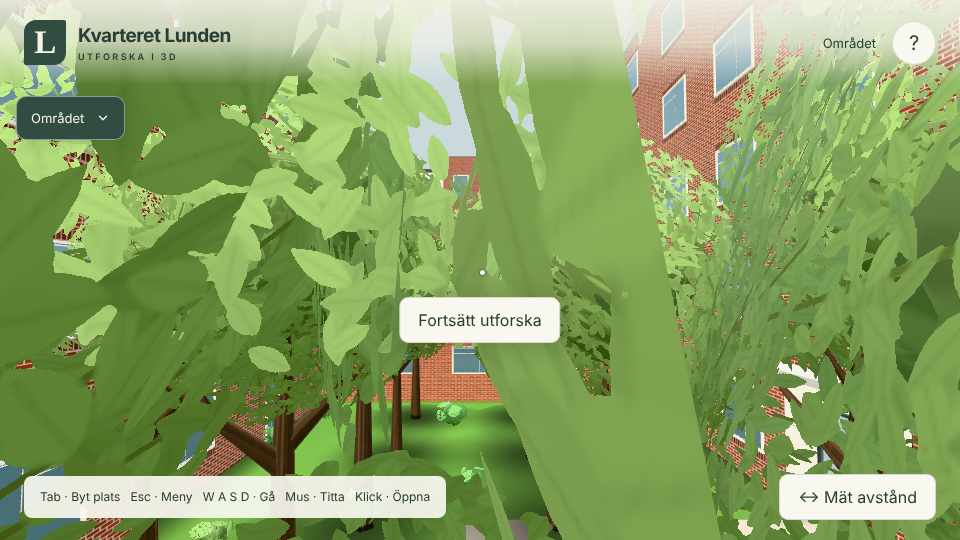 L
Kvarteret Lunden
UTFORSKA I 3D
Området
?
Området
Fortsätt utforska
Tab · Byt plats Esc · Meny W A S D · Gå Mus · Titta Klick · Öppna
↔ Mät avstånd